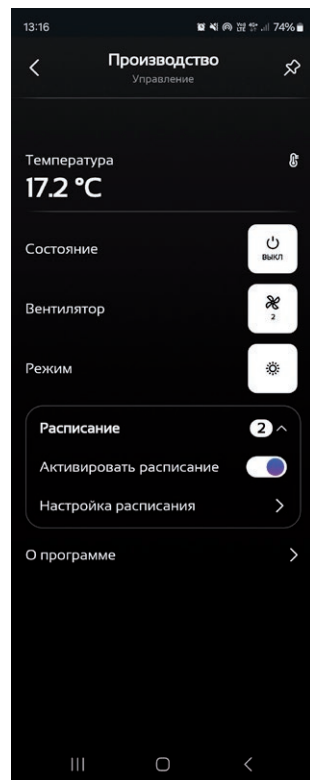 13:16
74%
Производство
Управление
Температура
17.2 °C
Состояние
ВЫКЛ
Вентилятор
2
Режим
Расписание
2
Активировать расписание
Настройка расписания
О программе